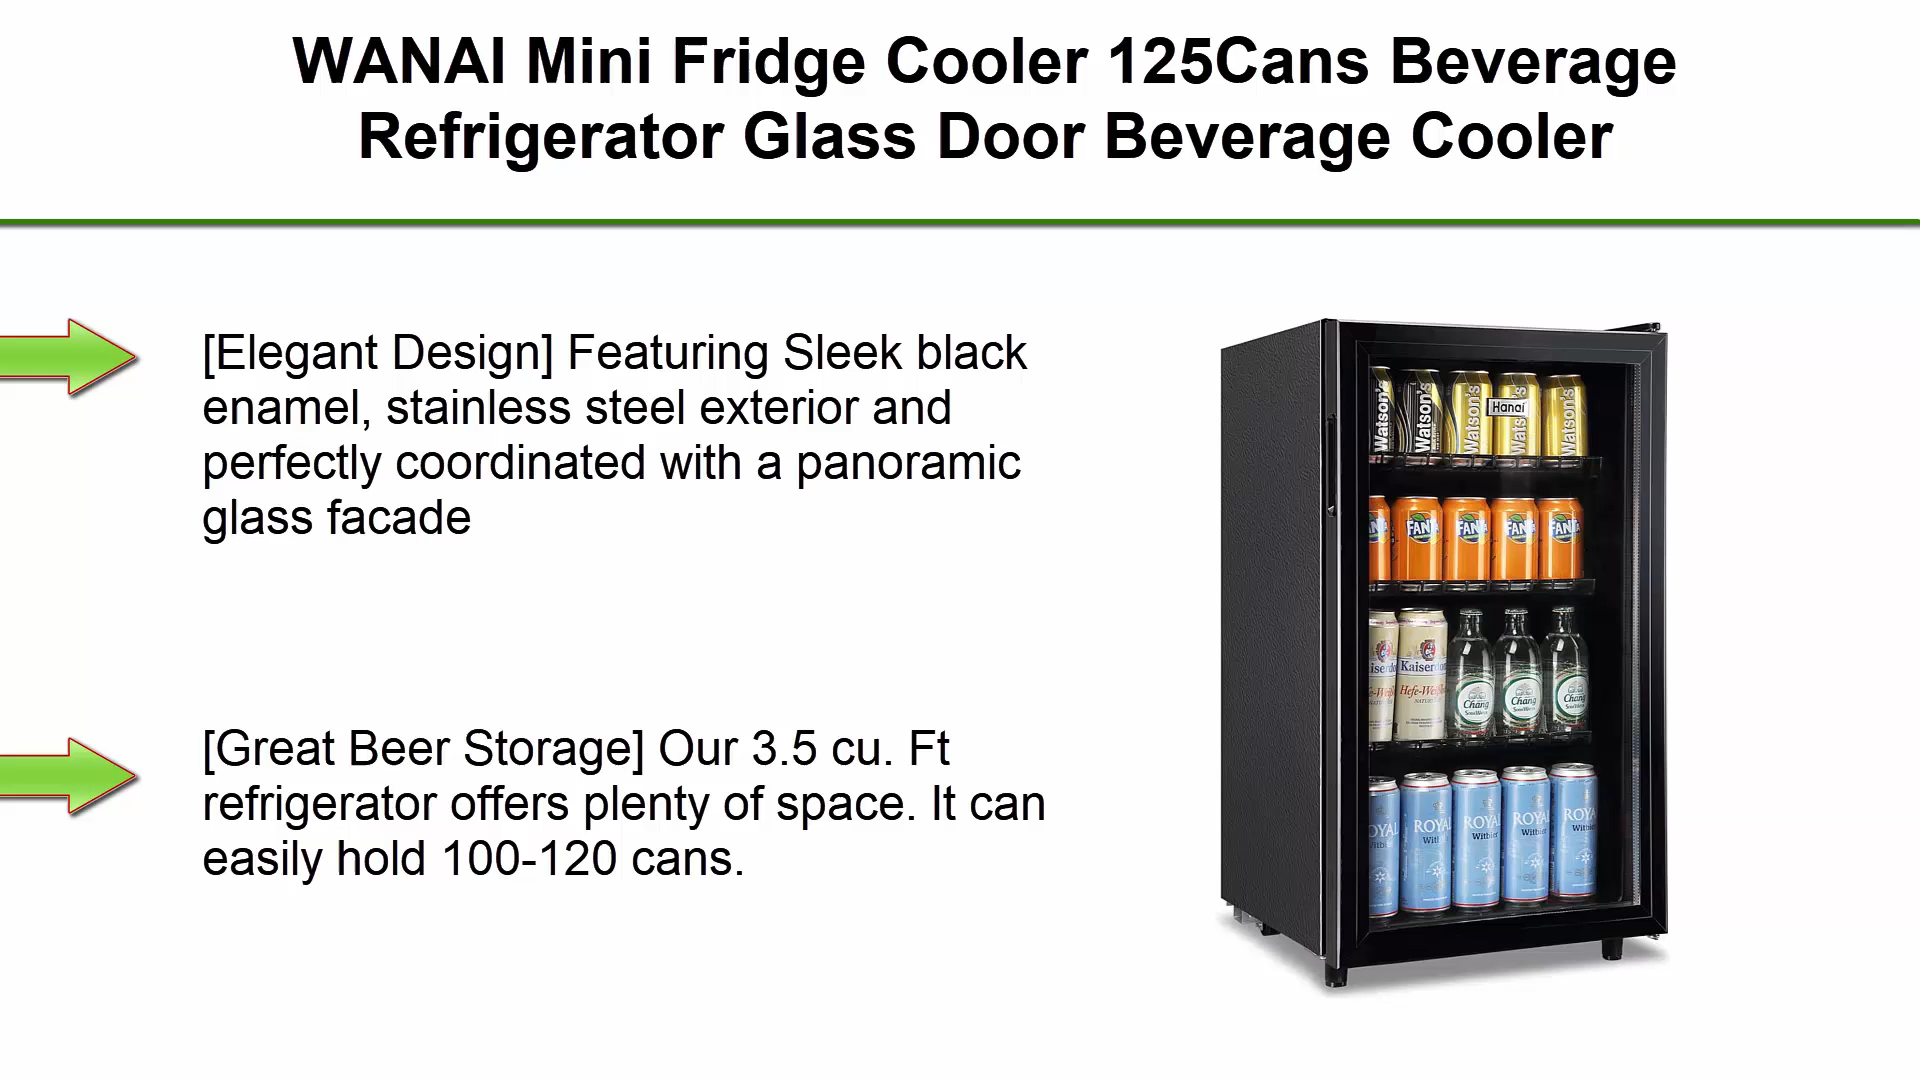 WANAI Mini Fridge Cooler 125Cans Beverage
Refrigerator Glass Door Beverage Cooler
[Elegant Design] Featuring Sleek black
enamel, stainless steel exterior and
perfectly coordinated with a panoramic
glass facade
[Great Beer Storage] Our 3.5 cu. Ft
refrigerator offers plenty of space. It can
easily hold 100-120 cans.
Watson's Watson's Watson's Watson's Watson's
Hanai
FANTA FANTA FANTA FANTA
Kaiserdom
Hefe-Weißbier
Chang Chang Chang
ROYAL ROYAL ROYAL ROYAL ROYAL
Witbier Witbier Witbier Witbier Witbier